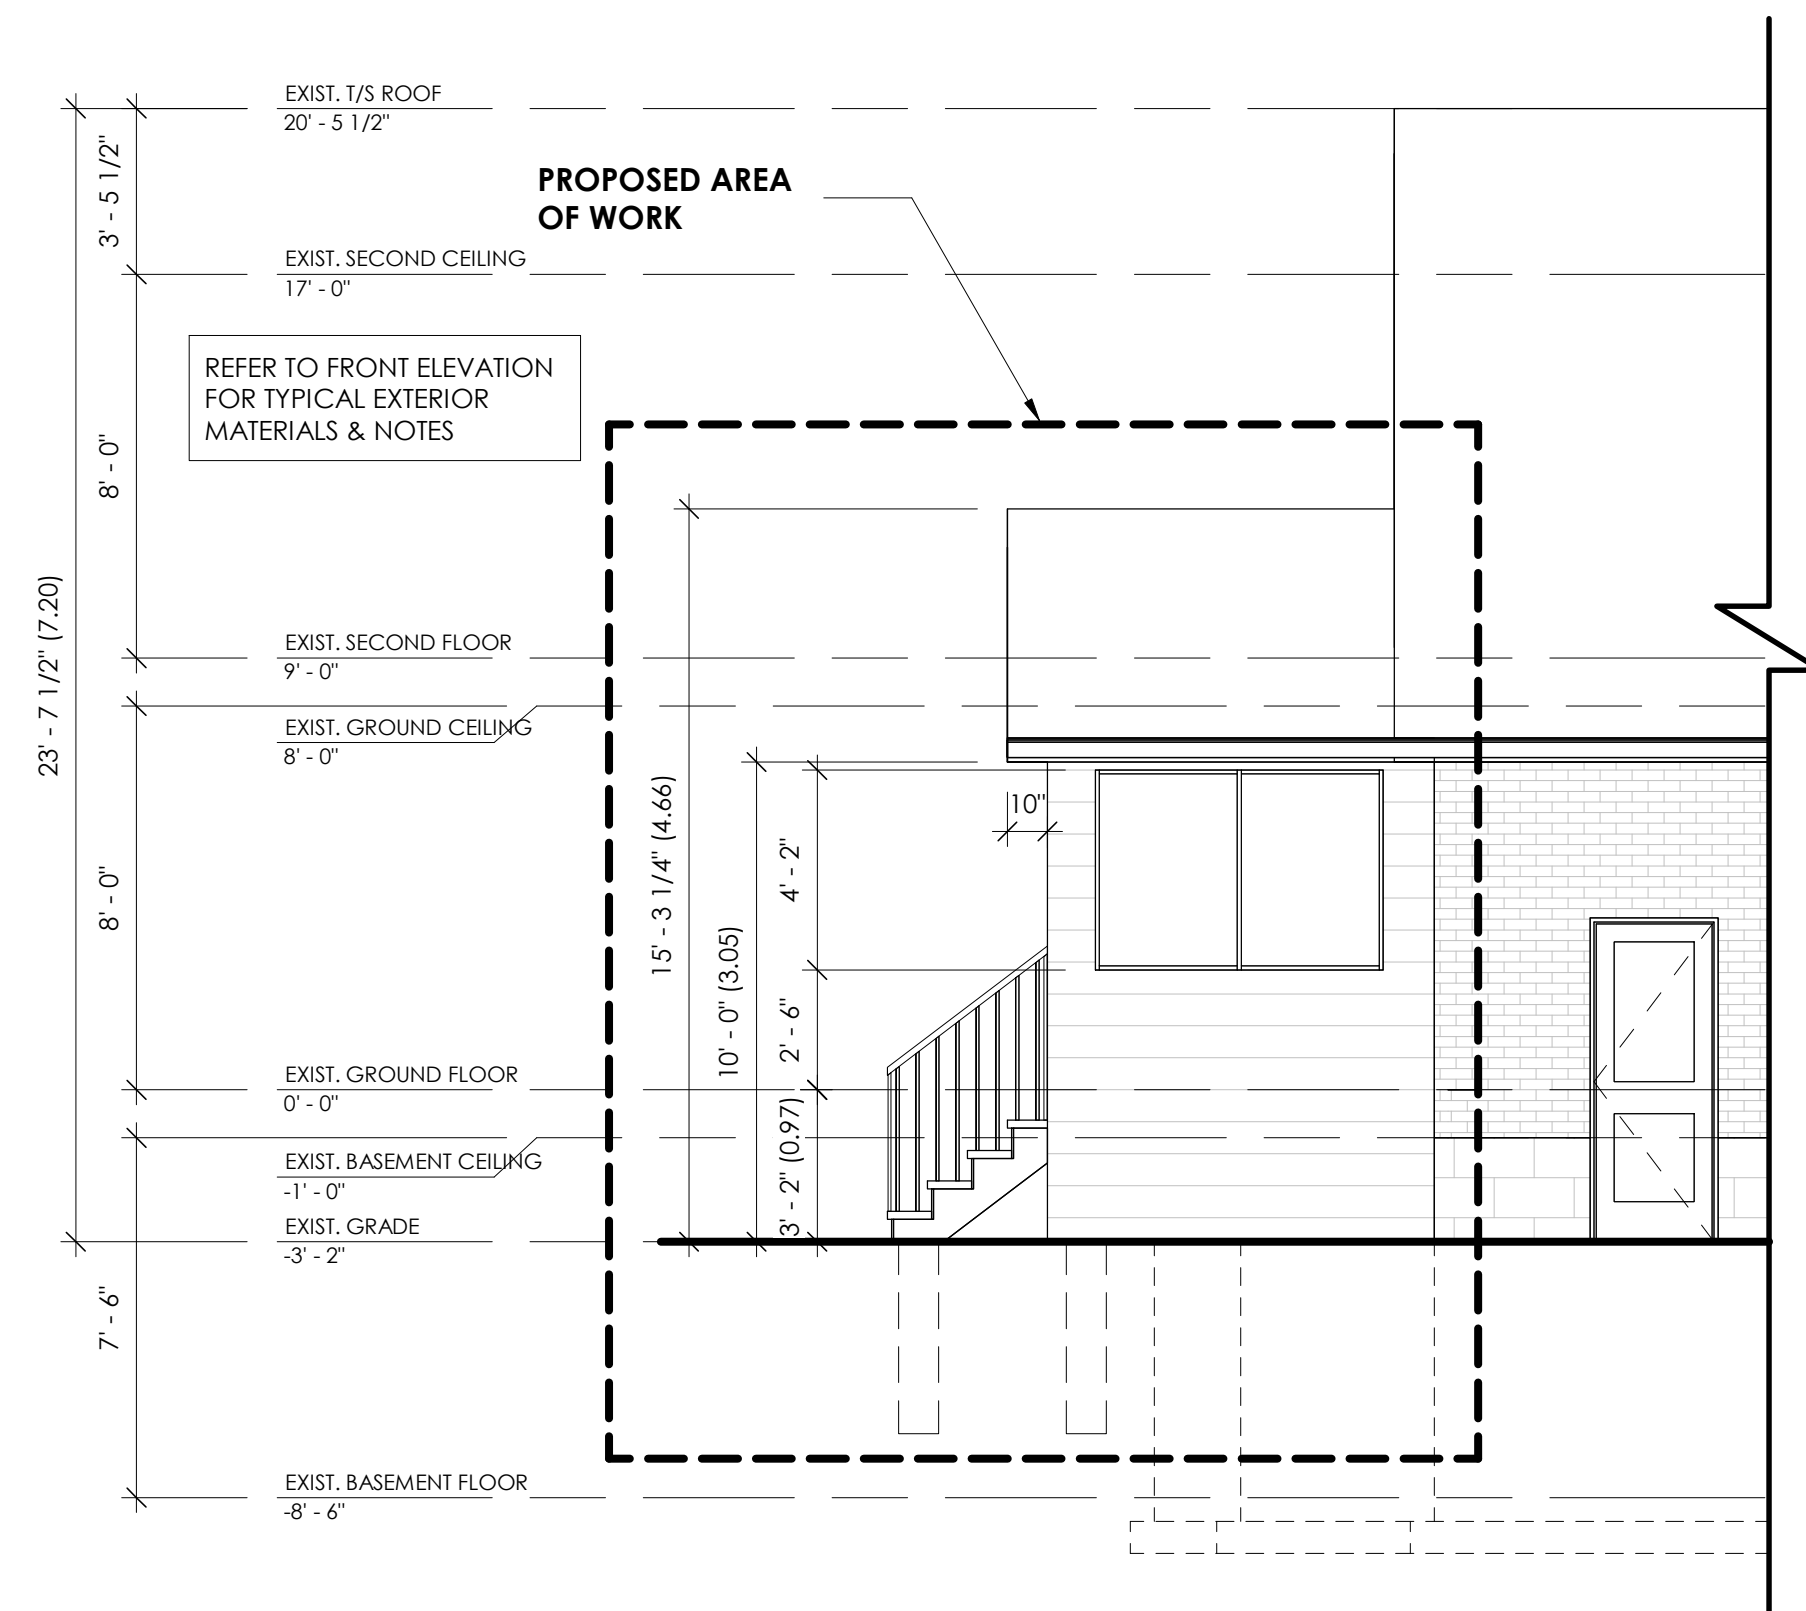 EXIST. T/S ROOF
20' - 5 1/2"
3' - 5 1/2"
PROPOSED AREA
OF WORK
EXIST. SECOND CEILING
17' - 0"
REFER TO FRONT ELEVATION
FOR TYPICAL EXTERIOR
MATERIALS & NOTES
8' - 0"
23' - 7 1/2" (7.20)
EXIST. SECOND FLOOR
9' - 0"
EXIST. GROUND CEILING
8' - 0"
15' - 3 1/4" (4.66)
10"
4' - 2"
8' - 0"
10' - 0" (3.05)
2' - 6"
EXIST. GROUND FLOOR
0' - 0"
3' - 2" (0.97)
EXIST. BASEMENT CEILING
-1' - 0"
EXIST. GRADE
-3' - 2"
7' - 6"
EXIST. BASEMENT FLOOR
-8' - 6"